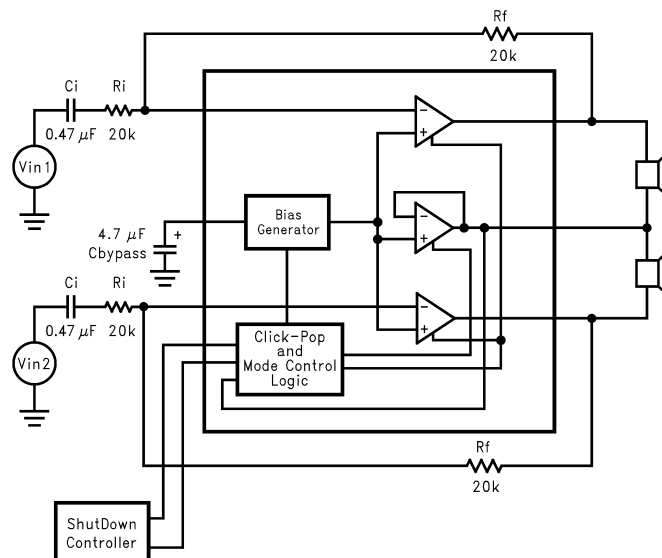 Rf
20k
Ci
Ri
0.47 μF
20k
−
+
Vin1
Bias
Generator
−
+
4.7 μF
+
Cbypass
Ci
Ri
0.47 μF
20k
−
+
Click-Pop
and
Mode Control
Logic
Vin2
Rf
20k
ShutDown
Controller